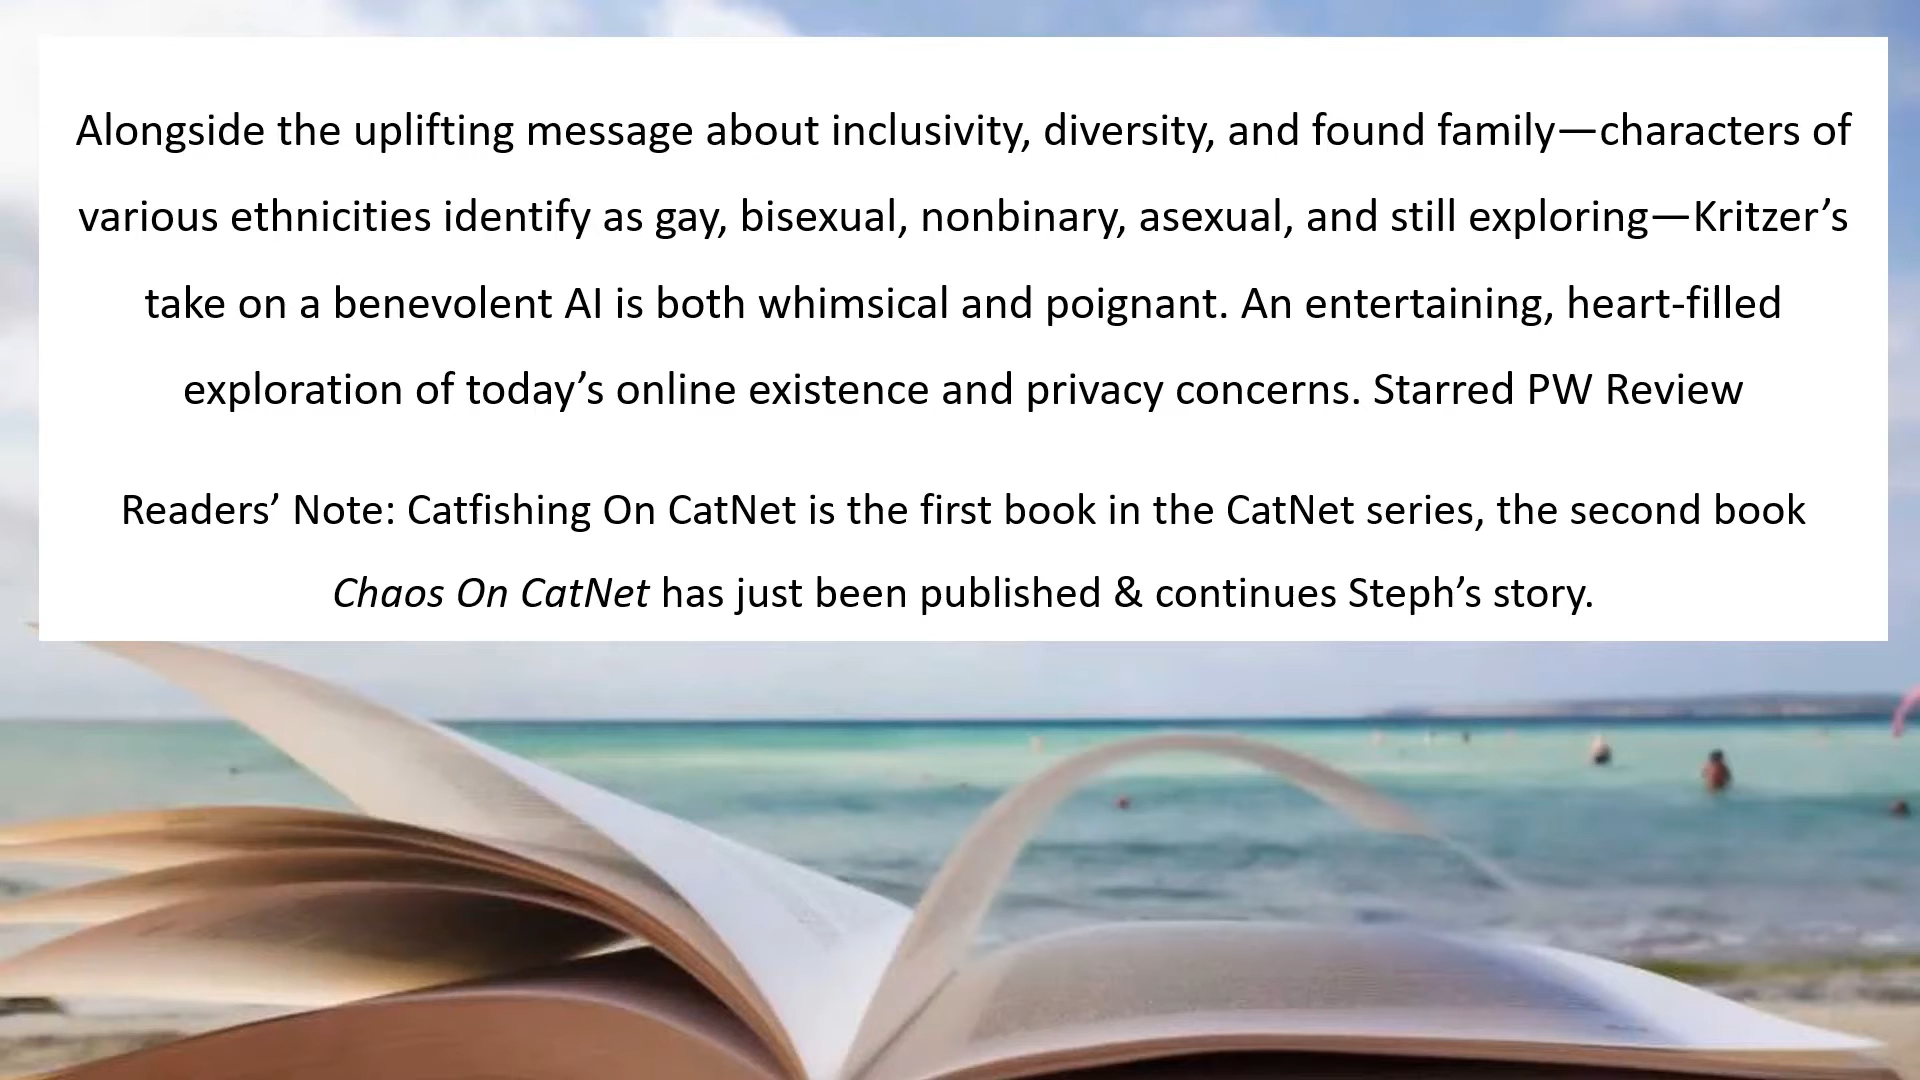 Alongside the uplifting message about inclusivity, diversity, and found family—characters of
various ethnicities identify as gay, bisexual, nonbinary, asexual, and still exploring—Kritzer’s
take on a benevolent AI is both whimsical and poignant. An entertaining, heart-filled
exploration of today’s online existence and privacy concerns. Starred PW Review
Readers’ Note: Catfishing On CatNet is the first book in the CatNet series, the second book
Chaos On CatNet has just been published & continues Steph’s story.